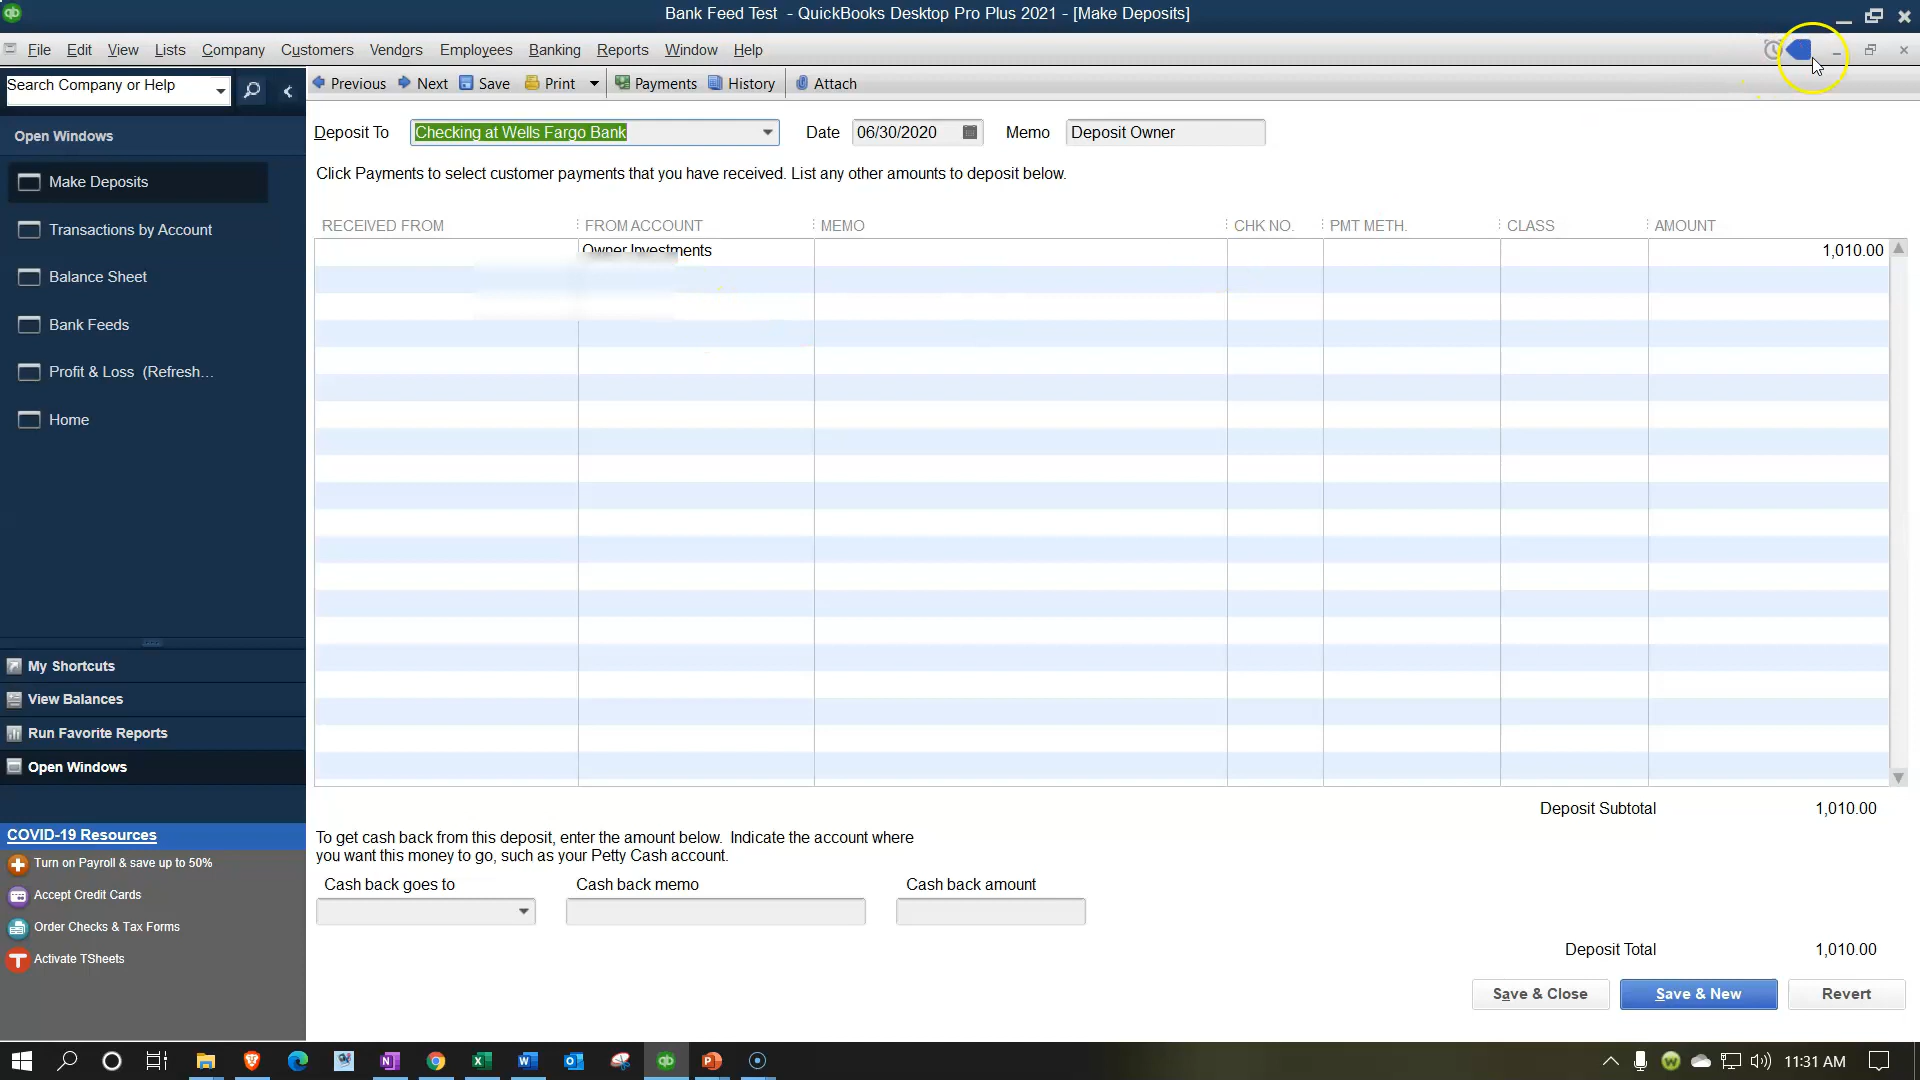 Bank Feed Test - QuickBooks Desktop Pro Plus 2021 - [Make Deposits]
File Edit View Lists Company Customers Vendors Employees Banking Reports Window Help
Search Company or Help
Previous Next Save Print Payments History Attach
Open Windows
Make Deposits
Transactions by Account
Balance Sheet
Bank Feeds
Profit & Loss (Refresh...
Home
My Shortcuts
View Balances
Run Favorite Reports
Open Windows
COVID-19 Resources
Turn on Payroll & save up to 50%
Accept Credit Cards
Order Checks & Tax Forms
Activate TSheets
Deposit To Checking at Wells Fargo Bank Date 06/30/2020 Memo Deposit Owner
Click Payments to select customer payments that you have received. List any other amounts to deposit below.
RECEIVED FROM FROM ACCOUNT MEMO CHK NO. PMT METH. CLASS AMOUNT
Owner Investments 1,010.00
Deposit Subtotal 1,010.00
To get cash back from this deposit, enter the amount below. Indicate the account where
you want this money to go, such as your Petty Cash account.
Cash back goes to Cash back memo Cash back amount
Deposit Total 1,010.00
Save & Close Save & New Revert
11:31 AM